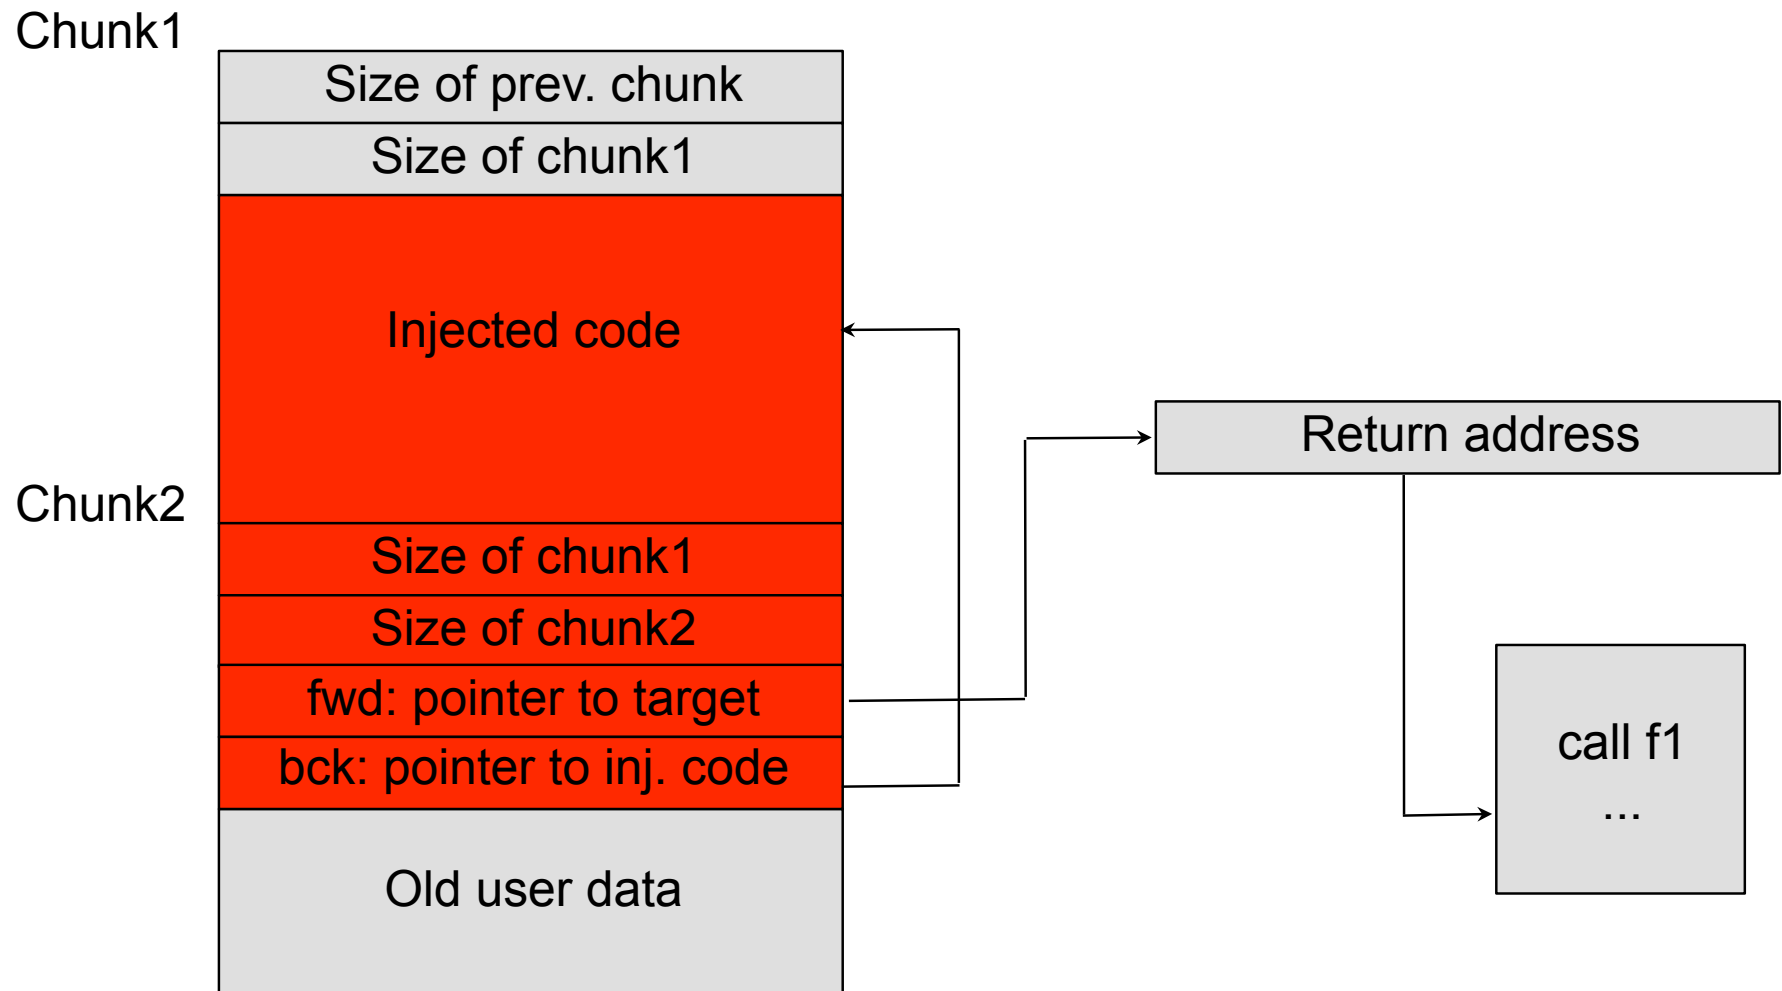 Chunk1
Size of prev. chunk
Size of chunk1
Injected code
Return address
Chunk2
Size of chunk1
Size of chunk2
fwd: pointer to target
bck: pointer to inj. code
call f1
...
Old user data